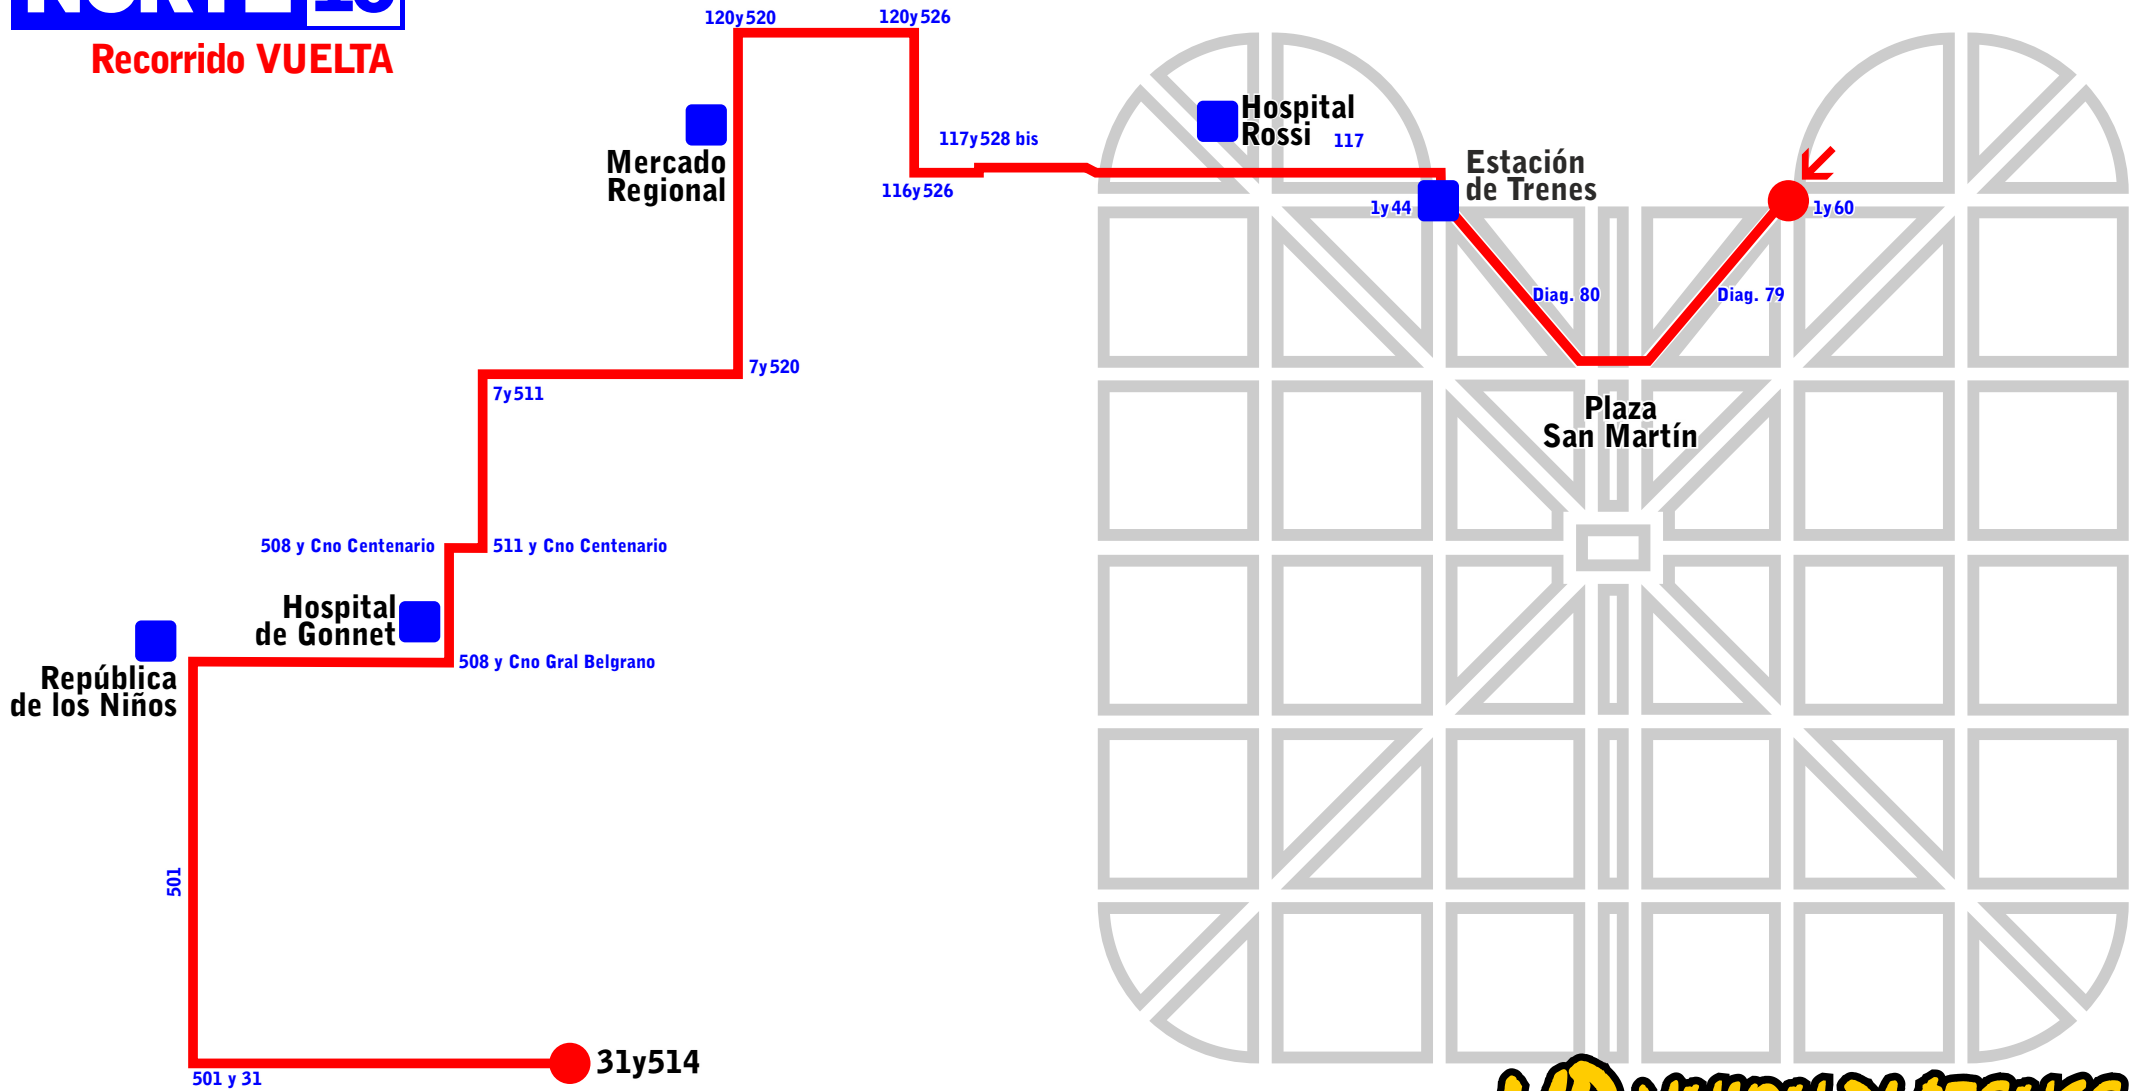 NORTE
Recorrido VUELTA
120y520
120y526
Hospital
Rossi
117
117y528 bis
Mercado
Regional
116y526
Estación
de Trenes
1y44
1y60
Diag. 80
Diag. 79
7y520
7y511
Plaza
San Martín
508 y Cno Centenario
511 y Cno Centenario
Hospital
de Gonnet
508 y Cno Gral Belgrano
República
de los Niños
501
31y514
501 y 31